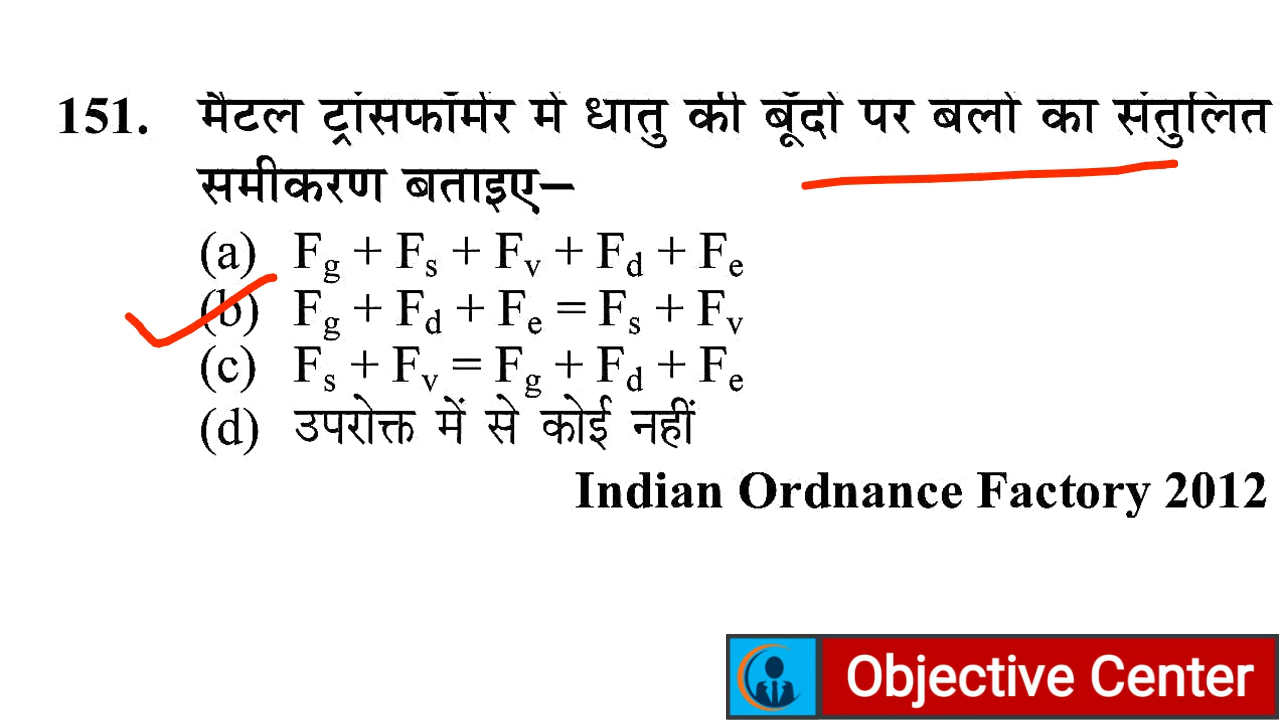 151. मैटल ट्रांसफॉर्मर में धातु की बूँदों पर बलों का संतुलित
समीकरण बताइए–
(a) Fg + Fs + Fv + Fd + Fe
(b) Fg + Fd + Fe = Fs + Fv
(c) Fs + Fv = Fg + Fd + Fe
(d) उपरोक्त में से कोई नहीं
Indian Ordnance Factory 2012
Objective Center